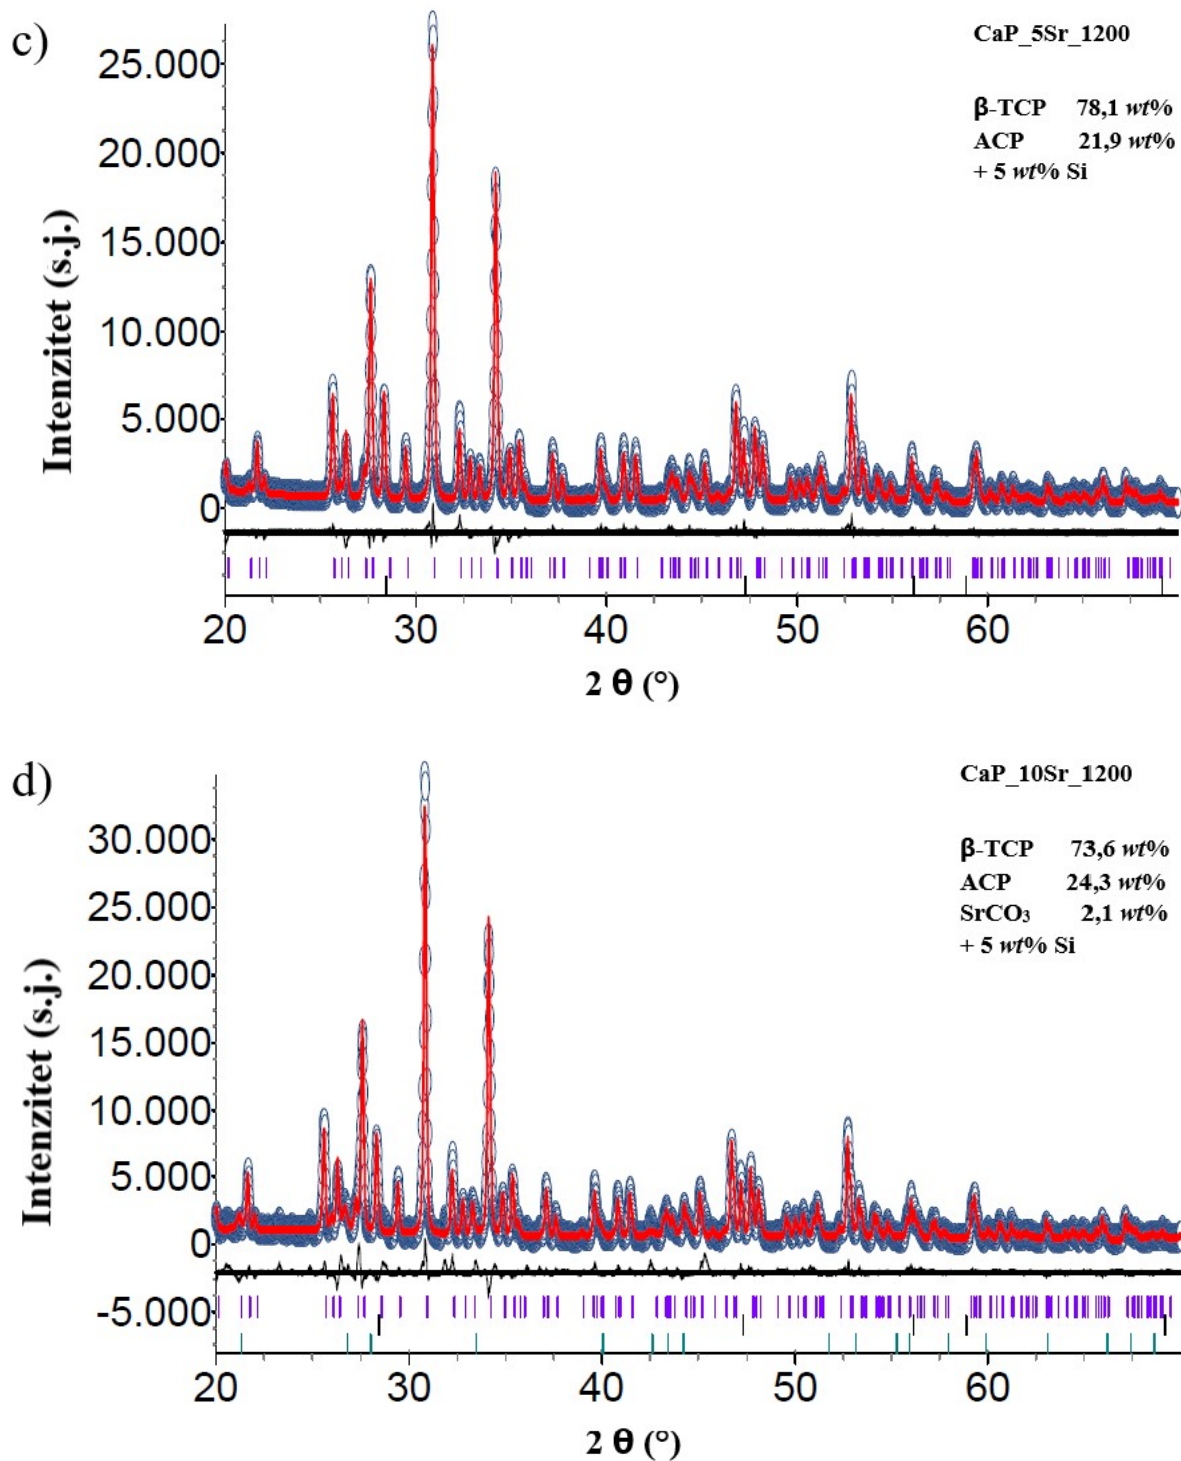 c)
CaP_5Sr_1200
β-TCP 78,1 wt%
ACP 21,9 wt%
+ 5 wt% Si
Intenzitet (s.j.)
25.000
20.000
15.000
10.000
5.000
0
20 30 40 50 60
2 θ (°)
d)
CaP_10Sr_1200
β-TCP 73,6 wt%
ACP 24,3 wt%
SrCO₃ 2,1 wt%
+ 5 wt% Si
Intenzitet (s.j.)
30.000
25.000
20.000
15.000
10.000
5.000
0
-5.000
20 30 40 50 60
2 θ (°)